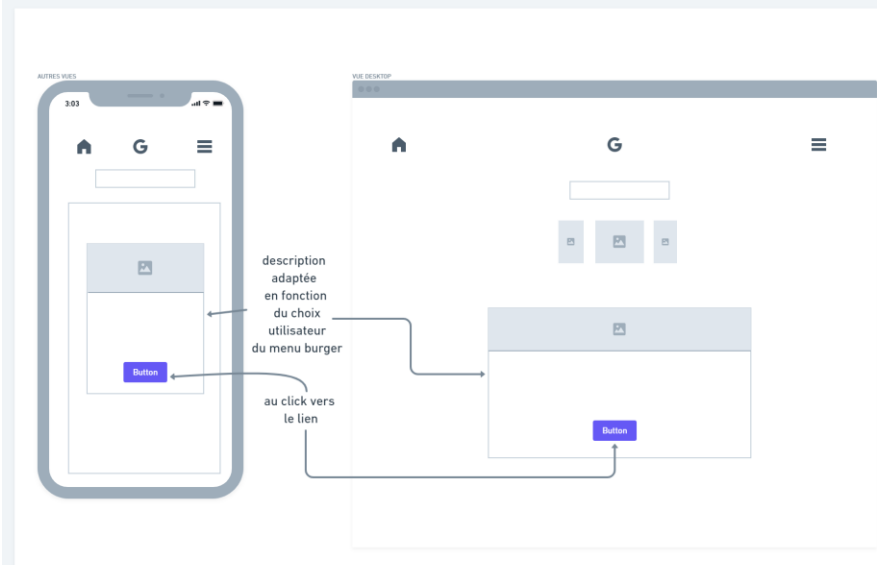 AUTRES VUES
VUE DESKTOP
3:03
G
G
description
adaptée
en fonction
du choix
utilisateur
du menu burger
Button
au click vers
le lien
Button